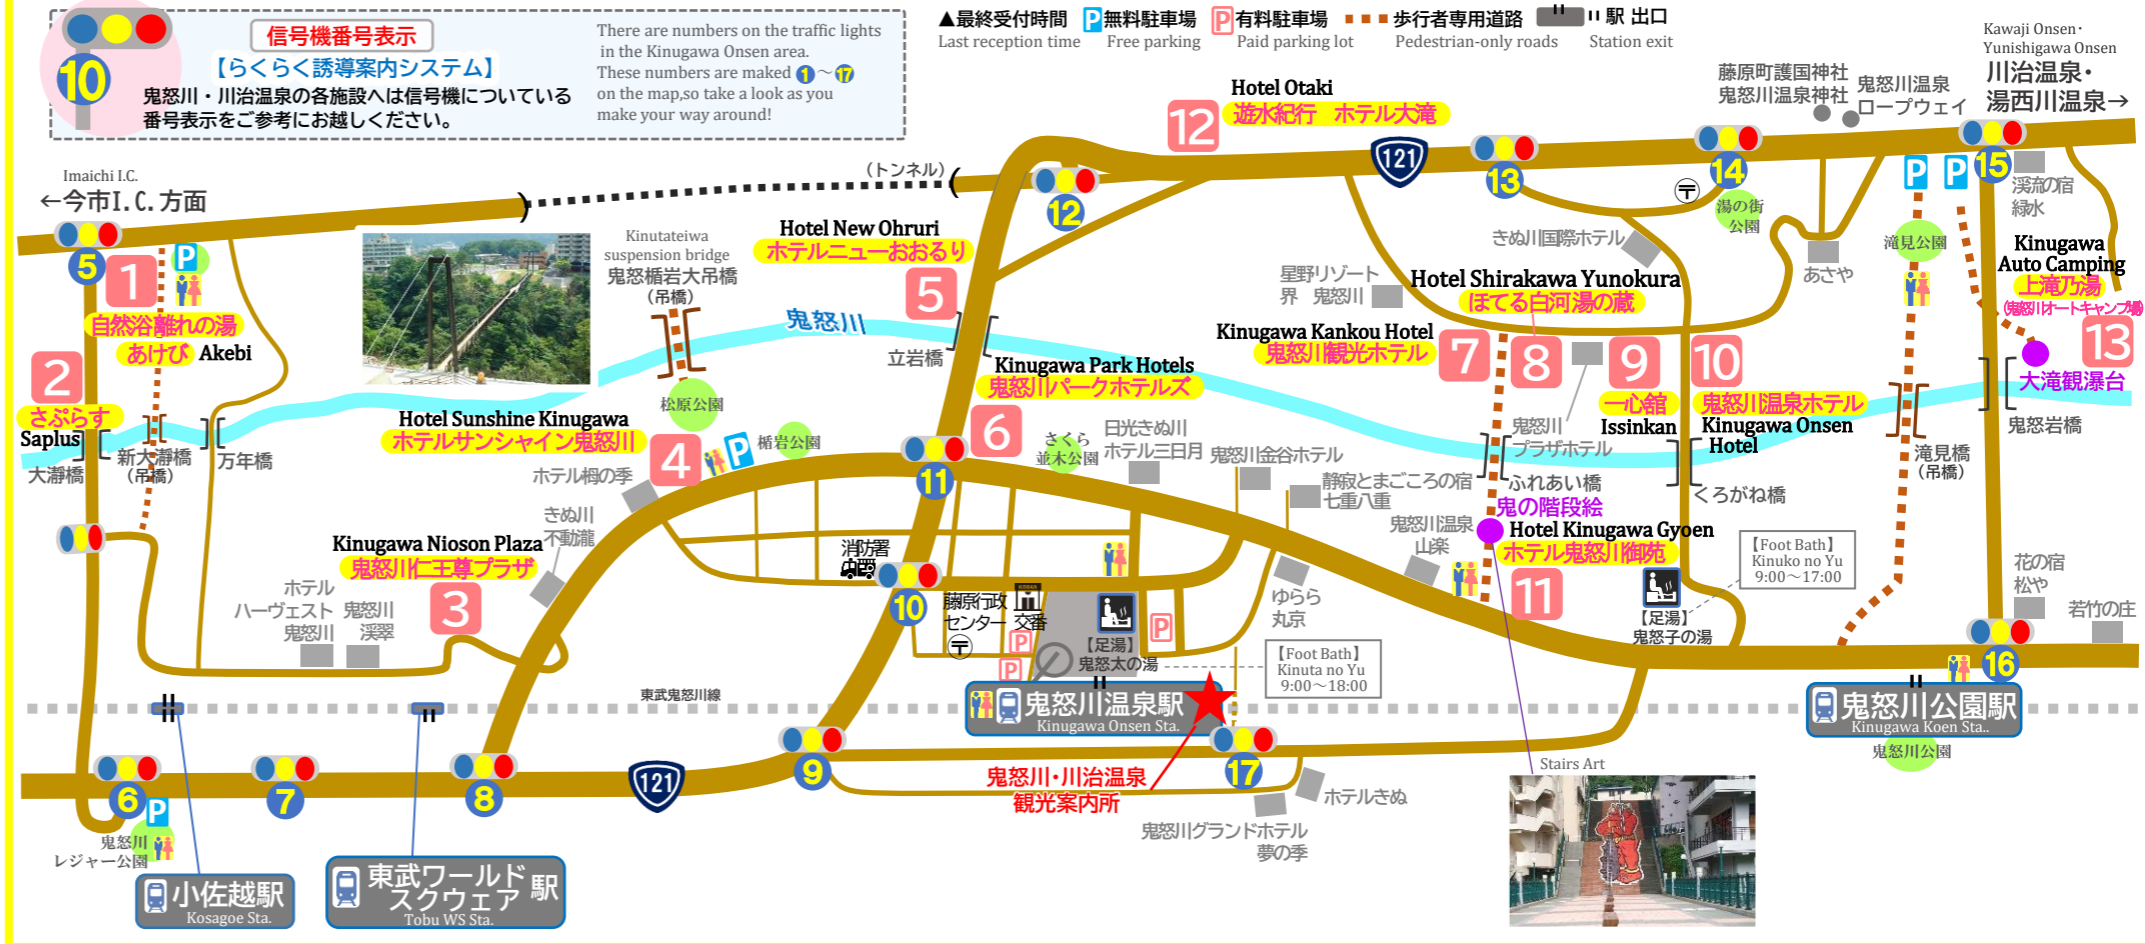 10
信号機番号表示
【らくらく誘導案内システム】
鬼怒川・川治温泉の各施設へは信号機についている
番号表示をご参考にお越しください。
There are numbers on the traffic lights
in the Kinugawa Onsen area.
These numbers are maked 1～17
on the map,so take a look as you
make your way around!
▲最終受付時間 P無料駐車場 P有料駐車場 歩行者専用道路 駅 出口
Last reception time Free parking Paid parking lot Pedestrian-only roads Station exit
Kawaji Onsen・
Yunishigawa Onsen
川治温泉・
湯西川温泉→
藤原町護国神社
鬼怒川温泉神社
鬼怒川温泉
ロープウェイ
Hotel Otaki
12
遊水紀行 ホテル大滝
121
13
14
15
12
〒
湯の街
公園
P
P
渓流の宿
緑水
Imaichi I.C.
←今市I.C.方面
(トンネル)
5
1
P
自然浴離れの湯
あけび Akebi
2
さぷらす
Saplus
大瀞橋
新大瀞橋
(吊橋)
万年橋
Kinutateiwa
suspension bridge
鬼怒楯岩大吊橋
(吊橋)
松原公園
Hotel New Ohruri
ホテルニューおおるり
5
鬼怒川
立岩橋
きぬ川国際ホテル
星野リゾート
界 鬼怒川
あさや
滝見公園
Kinugawa
Auto Camping
上滝乃湯
(鬼怒川オートキャンプ場)
13
大滝観瀑台
鬼怒岩橋
滝見橋
(吊橋)
Hotel Shirakawa Yunokura
ほてる白河湯の蔵
8
Kinugawa Kankou Hotel
鬼怒川観光ホテル
7
9
一心舘
Issinkan
10
鬼怒川温泉ホテル
Kinugawa Onsen
Hotel
鬼怒川
プラザホテル
ふれあい橋
くろがね橋
Kinugawa Park Hotels
鬼怒川パークホテルズ
6
Hotel Sunshine Kinugawa
ホテルサンシャイン鬼怒川
4
P
楯岩公園
11
さくら
並木公園
日光きぬ川
ホテル三日月
鬼怒川金谷ホテル
静寂とまごころの宿
七重八重
ホテル栂の季
きぬ川
不動瀧
Kinugawa Nioson Plaza
鬼怒川仁王尊プラザ
3
ホテル
ハーヴェスト
鬼怒川
鬼怒川
渓翠
消防署
10
藤原行政
センター
〒
KOBAN
交番
P
P
P
【足湯】
鬼怒太の湯
【Foot Bath】
Kinuta no Yu
9:00～18:00
ゆらら
丸京
鬼怒川温泉
山楽
鬼の階段絵
Hotel Kinugawa Gyoen
ホテル鬼怒川御苑
11
【足湯】
鬼怒子の湯
【Foot Bath】
Kinuko no Yu
9:00～17:00
花の宿
松や
若竹の庄
16
東武鬼怒川線
鬼怒川温泉駅
Kinugawa Onsen Sta.
鬼怒川公園駅
Kinugawa Koen Sta..
鬼怒川公園
6
P
7
8
121
9
17
鬼怒川・川治温泉
観光案内所
鬼怒川グランドホテル
夢の季
ホテルきぬ
Stairs Art
鬼怒川
レジャー公園
小佐越駅
Kosagoe Sta.
東武ワールド
スクウェア 駅
Tobu WS Sta.